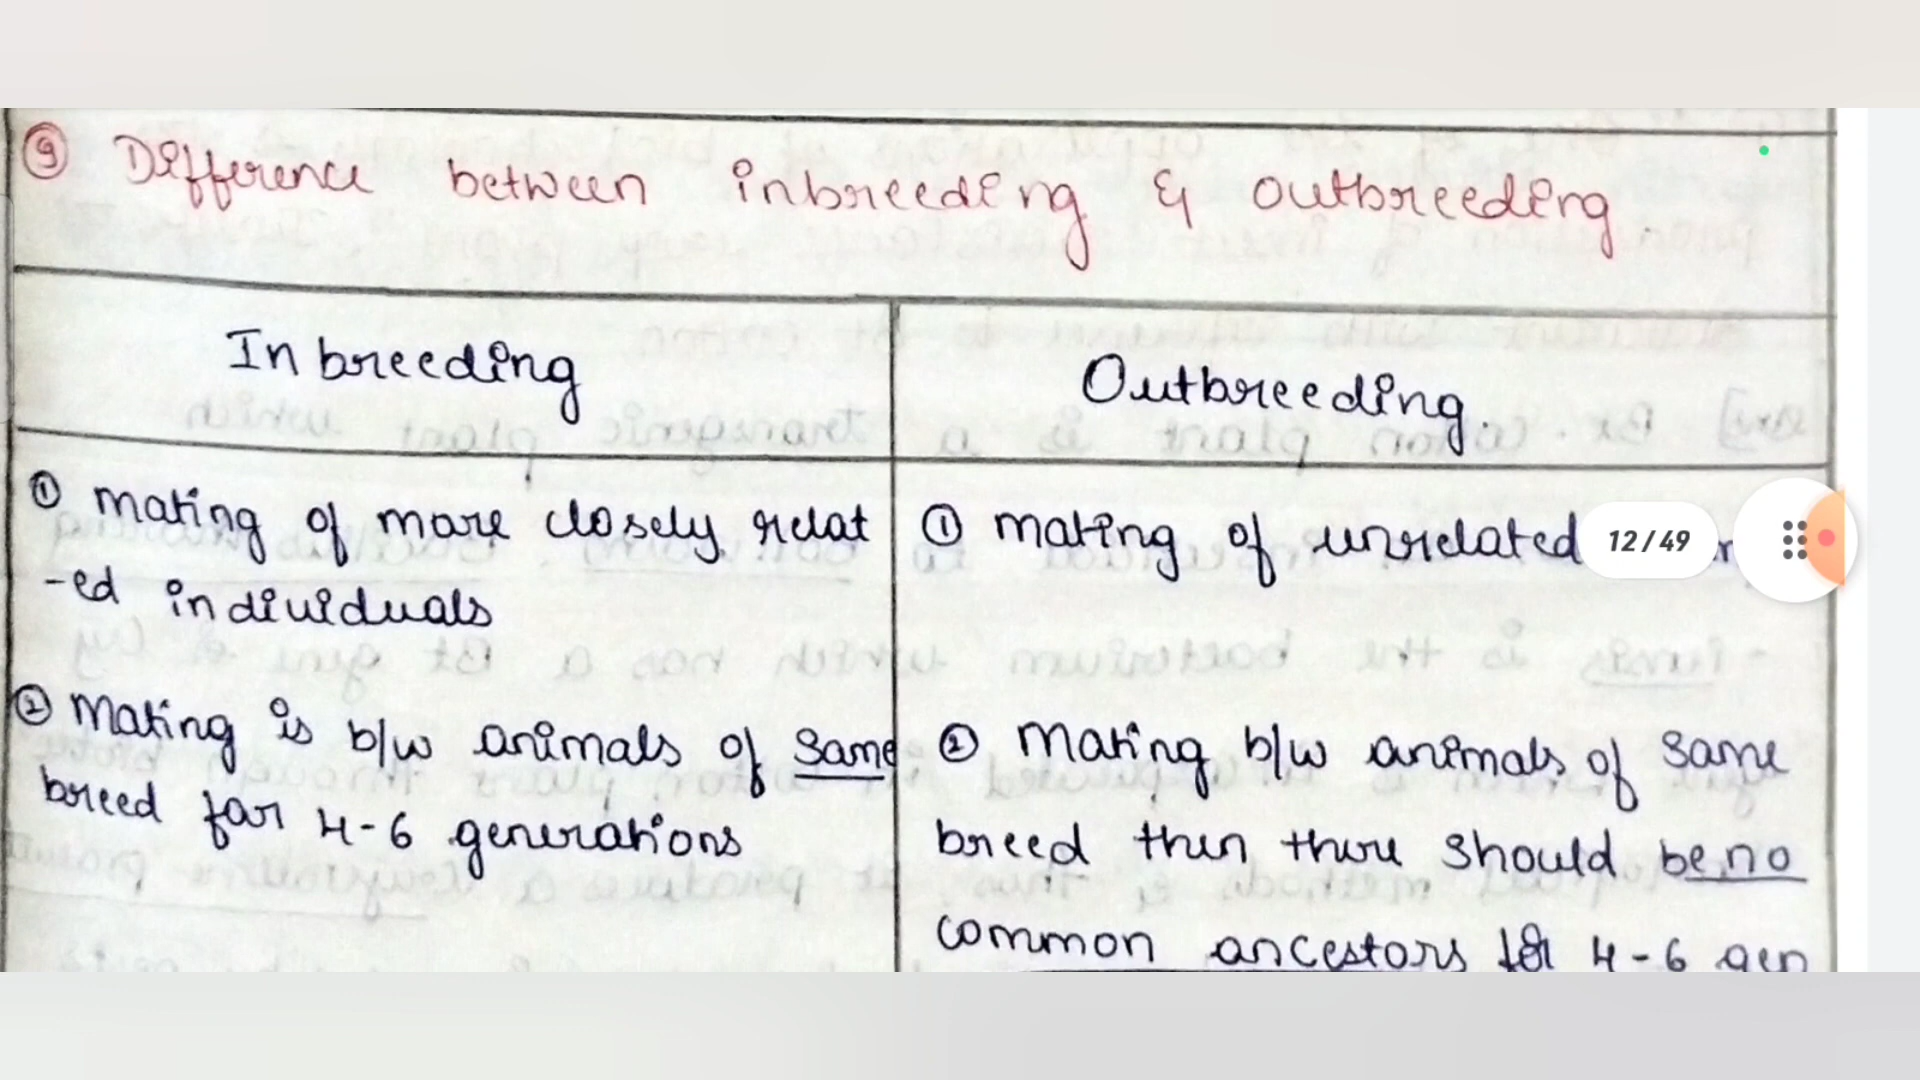 9 Difference between inbreeding & outbreeding.
Inbreeding
Outbreeding.
① mating of more closely relat
-ed individuals
② Mating is b/w animals of same
breed for 4-6 generations
① mating of unrelated
12/49
② Mating b/w animals of same
breed then there should be no
common ancestors for 4-6 gen